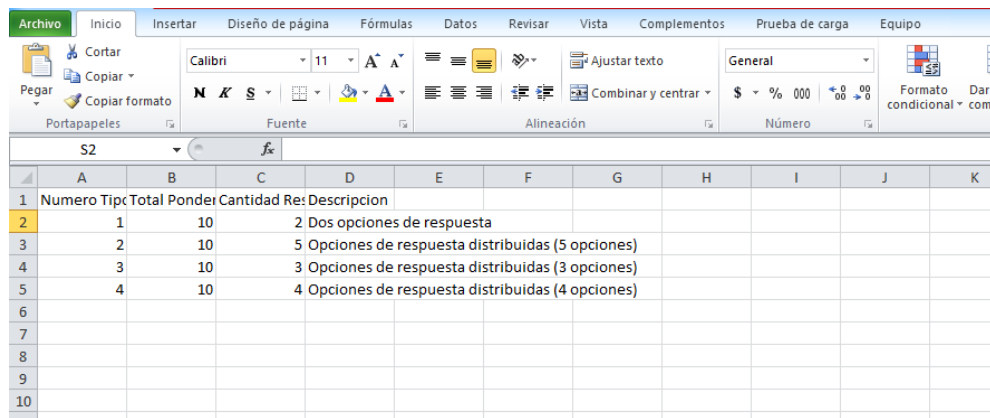 Archivo Inicio Insertar Diseño de página Fórmulas Datos Revisar Vista Complementos Prueba de carga Equipo
Cortar
Copiar
Copiar formato
Pegar
Portapapeles
Calibri 11 A A
N K S A
Fuente
Ajustar texto
Combinar y centrar
Alineación
General
$ % 000
Número
Formato
condicional
Dar
com
S2 fx
A B C D E F G H I J K
1 Numero Tipo Total Ponder Cantidad Res Descripcion
2 1 10 2 Dos opciones de respuesta
3 2 10 5 Opciones de respuesta distribuidas (5 opciones)
4 3 10 3 Opciones de respuesta distribuidas (3 opciones)
5 4 10 4 Opciones de respuesta distribuidas (4 opciones)
6
7
8
9
10